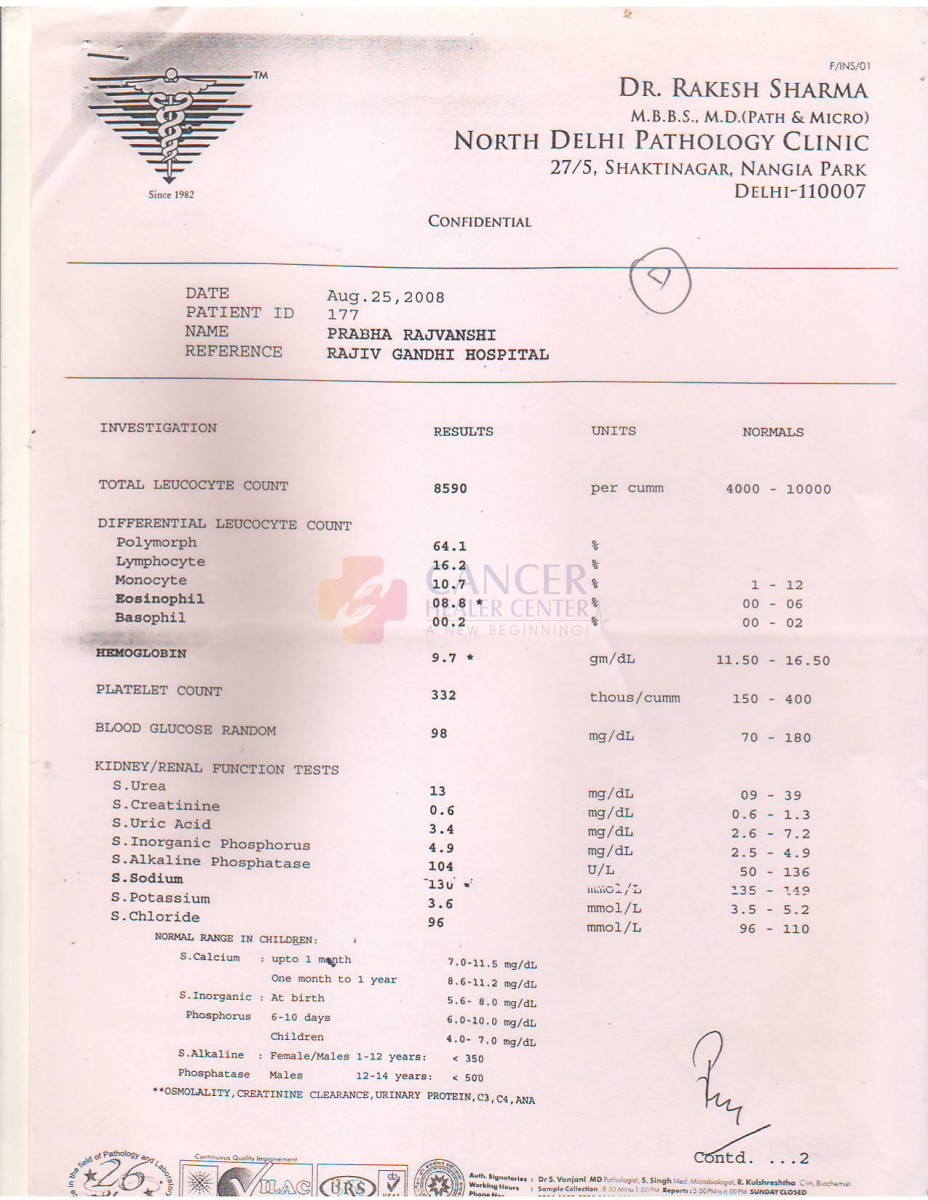 F/INS/01
TM
DR. RAKESH SHARMA
M.B.B.S., M.D.(PATH & MICRO)
NORTH DELHI PATHOLOGY CLINIC
27/5, SHAKTINAGAR, NANGIA PARK
DELHI-110007
Since 1982
CONFIDENTIAL
DATE Aug.25,2008
PATIENT ID 177
NAME PRABHA RAJVANSHI
REFERENCE RAJIV GANDHI HOSPITAL
INVESTIGATION RESULTS UNITS NORMALS
TOTAL LEUCOCYTE COUNT 8590 per cumm 4000 - 10000
DIFFERENTIAL LEUCOCYTE COUNT
Polymorph 64.1 %
Lymphocyte 16.2 %
Monocyte 10.7 % 1 - 12
Eosinophil 08.8 * % 00 - 06
Basophil 00.2 % 00 - 02
CANCER
HEALER CENTER
A NEW BEGINNING!
HEMOGLOBIN 9.7 * gm/dL 11.50 - 16.50
PLATELET COUNT 332 thous/cumm 150 - 400
BLOOD GLUCOSE RANDOM 98 mg/dL 70 - 180
KIDNEY/RENAL FUNCTION TESTS
S.Urea 13 mg/dL 09 - 39
S.Creatinine 0.6 mg/dL 0.6 - 1.3
S.Uric Acid 3.4 mg/dL 2.6 - 7.2
S.Inorganic Phosphorus 4.9 mg/dL 2.5 - 4.9
S.Alkaline Phosphatase 104 U/L 50 - 136
S.Sodium 130 * mmol/L 135 - 149
S.Potassium 3.6 mmol/L 3.5 - 5.2
S.Chloride 96 mmol/L 96 - 110
NORMAL RANGE IN CHILDREN:
S.Calcium : upto 1 month 7.0-11.5 mg/dL
One month to 1 year 8.6-11.2 mg/dL
S.Inorganic : At birth 5.6- 8.0 mg/dL
Phosphorus 6-10 days 6.0-10.0 mg/dL
Children 4.0- 7.0 mg/dL
S.Alkaline : Female/Males 1-12 years: < 350
Phosphatase Males 12-14 years: < 500
**OSMOLALITY,CREATININE CLEARANCE,URINARY PROTEIN,C3,C4,ANA
Contd. ...2
in the field of Pathology and Laboratory
26
Continuous Quality Improvement
ILAC
URS
Auth. Signatories : Dr S. Vanjani MD Pathologist, S. Singh Med. Microbiologist, R. Kulshreshtha Clin. Biochemist
Working Hours : Sample Collection : 8.30 AM to 1.00 PM Reports : 5.00 PM to 8.00 PM SUNDAY CLOSED
Phone Nos